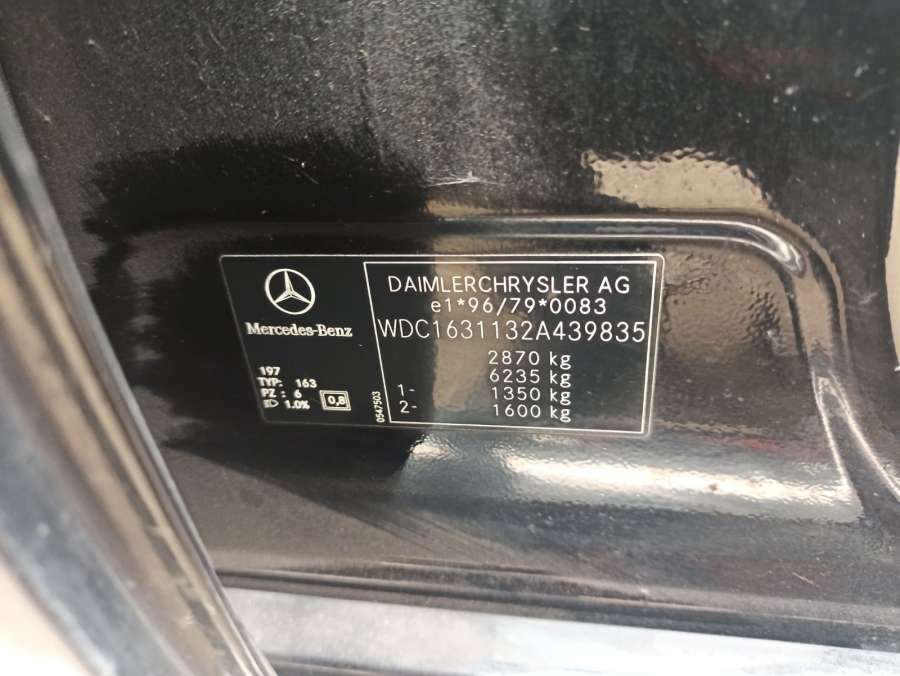 Mercedes-Benz
197
TYP: 163
PZ : 6
1.0%
0,8
0547503
DAIMLERCHRYSLER AG
e1*96/79*0083
WDC1631132A439835
2870 kg
6235 kg
1- 1350 kg
2- 1600 kg